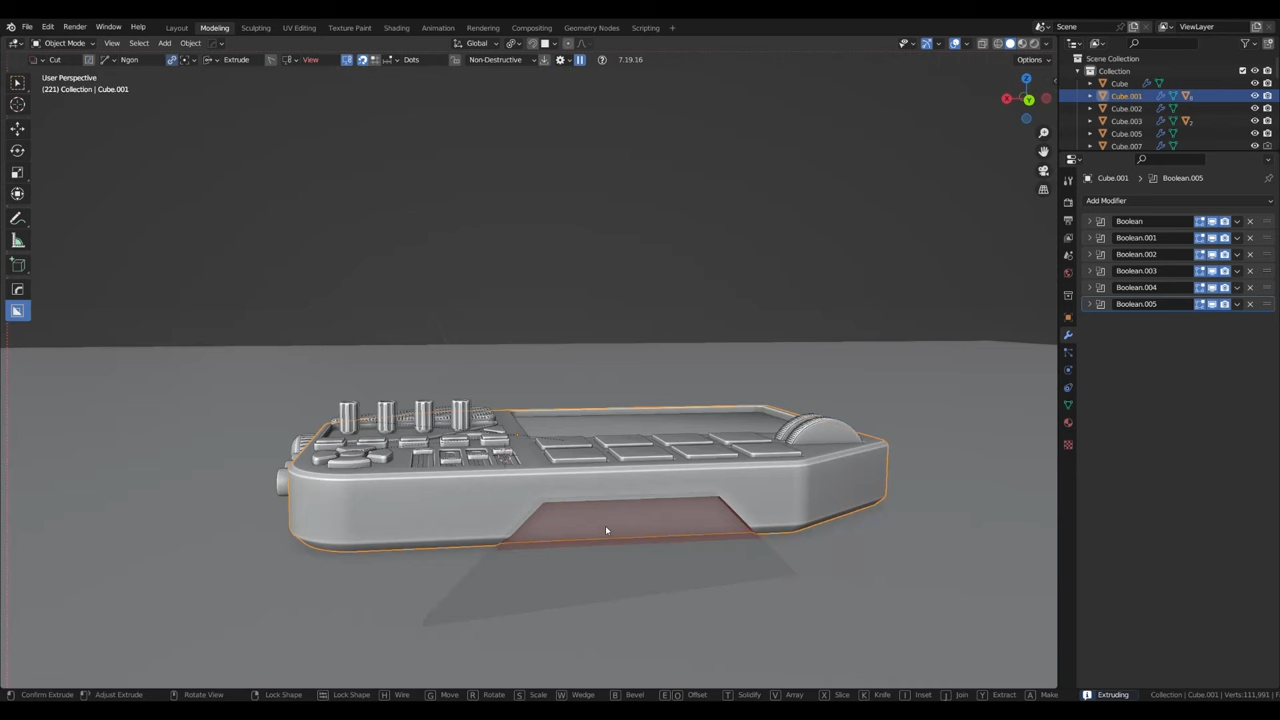 File Edit Render Window Help Layout Modeling Sculpting UV Editing Texture Paint Shading Animation Rendering Compositing Geometry Nodes Scripting + Scene ViewLayer
Object Mode View Select Add Object Global
Cut Ngon Extrude View Dots Non-Destructive 7.19.16 Options
User Perspective
(221) Collection | Cube.001
X Y Z
Scene Collection
Collection
Cube
Cube.001 6
Cube.002
Cube.003 2
Cube.005
Cube.007
Cube.001 > Boolean.005
Add Modifier
Boolean
Boolean.001
Boolean.002
Boolean.003
Boolean.004
Boolean.005
Confirm Extrude Adjust Extrude Rotate View Lock Shape Lock Shape H Wire G Move R Rotate S Scale W Wedge B Bevel E O Offset T Solidify V Array X Slice K Knife I Inset J Join Y Extract A Make Extruding Collection | Cube.001 | Verts:111,991 | F